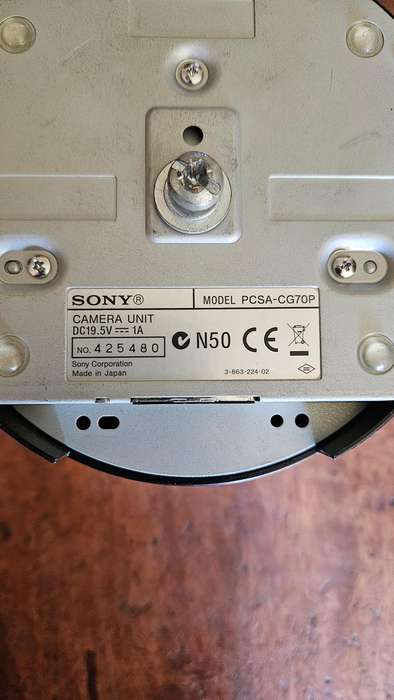 SONY®
MODEL PCSA-CG70P
CAMERA UNIT
DC19.5V⎓1A
NO. 425480
N50 CE
Sony Corporation
Made in Japan
3-863-224-02